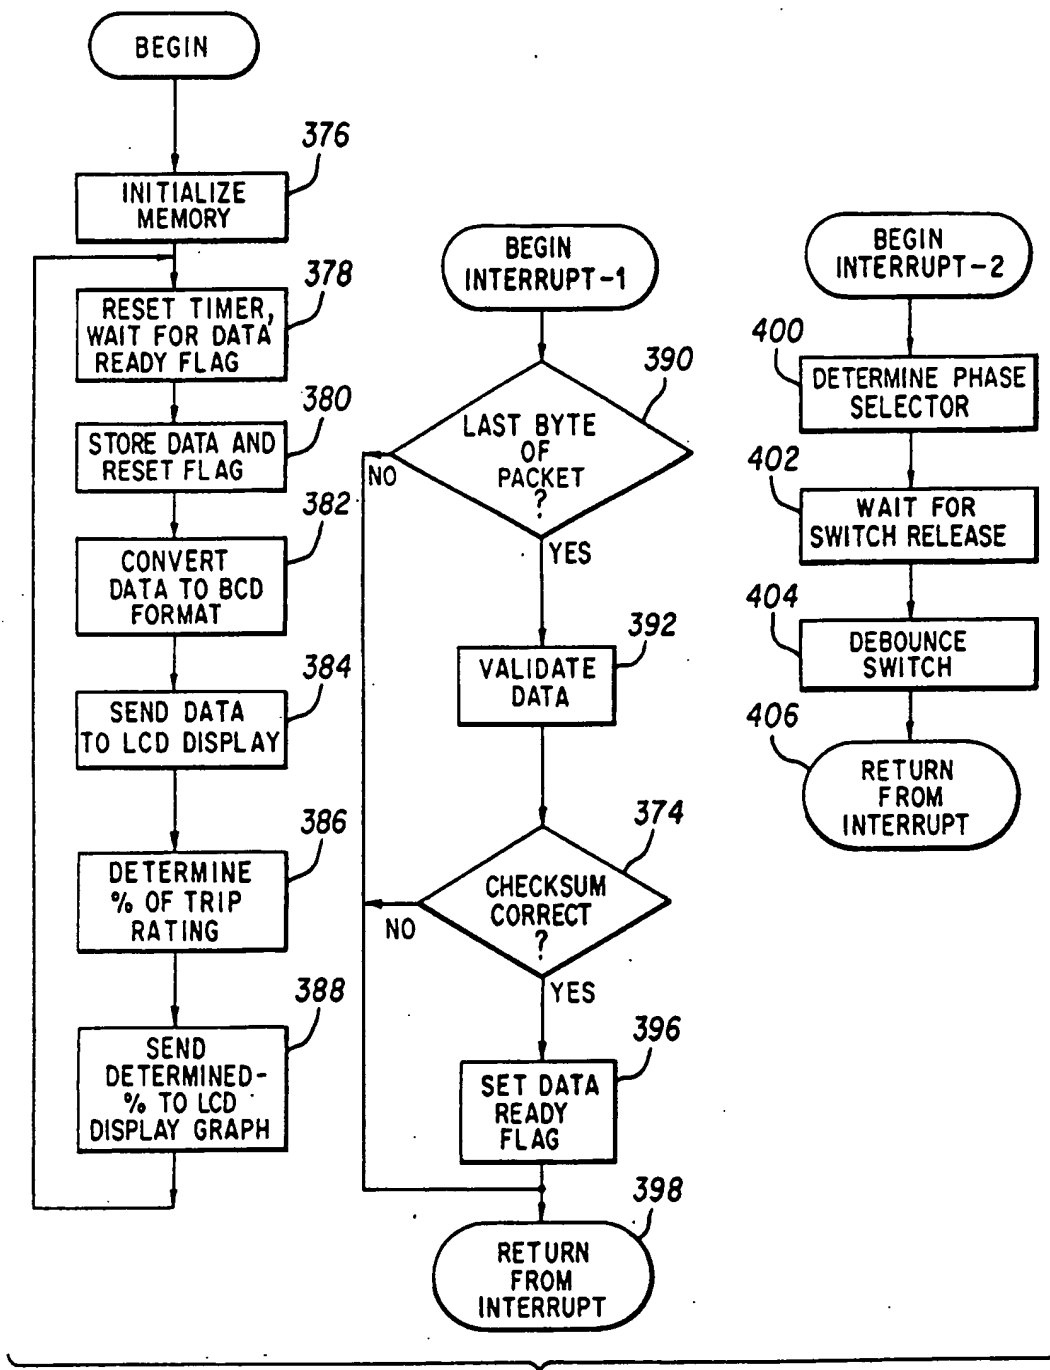 BEGIN
376
INITIALIZE
MEMORY
378
RESET TIMER,
WAIT FOR DATA
READY FLAG
380
STORE DATA AND
RESET FLAG
382
CONVERT
DATA TO BCD
FORMAT
384
SEND DATA
TO LCD DISPLAY
386
DETERMINE
% OF TRIP
RATING
388
SEND
DETERMINED-
% TO LCD
DISPLAY GRAPH
BEGIN
INTERRUPT-1
390
LAST BYTE
OF
PACKET
?
NO
YES
392
VALIDATE
DATA
374
CHECKSUM
CORRECT
?
NO
YES
396
SET DATA
READY
FLAG
398
RETURN
FROM
INTERRUPT
BEGIN
INTERRUPT-2
400
DETERMINE PHASE
SELECTOR
402
WAIT FOR
SWITCH RELEASE
404
DEBOUNCE
SWITCH
406
RETURN
FROM
INTERRUPT